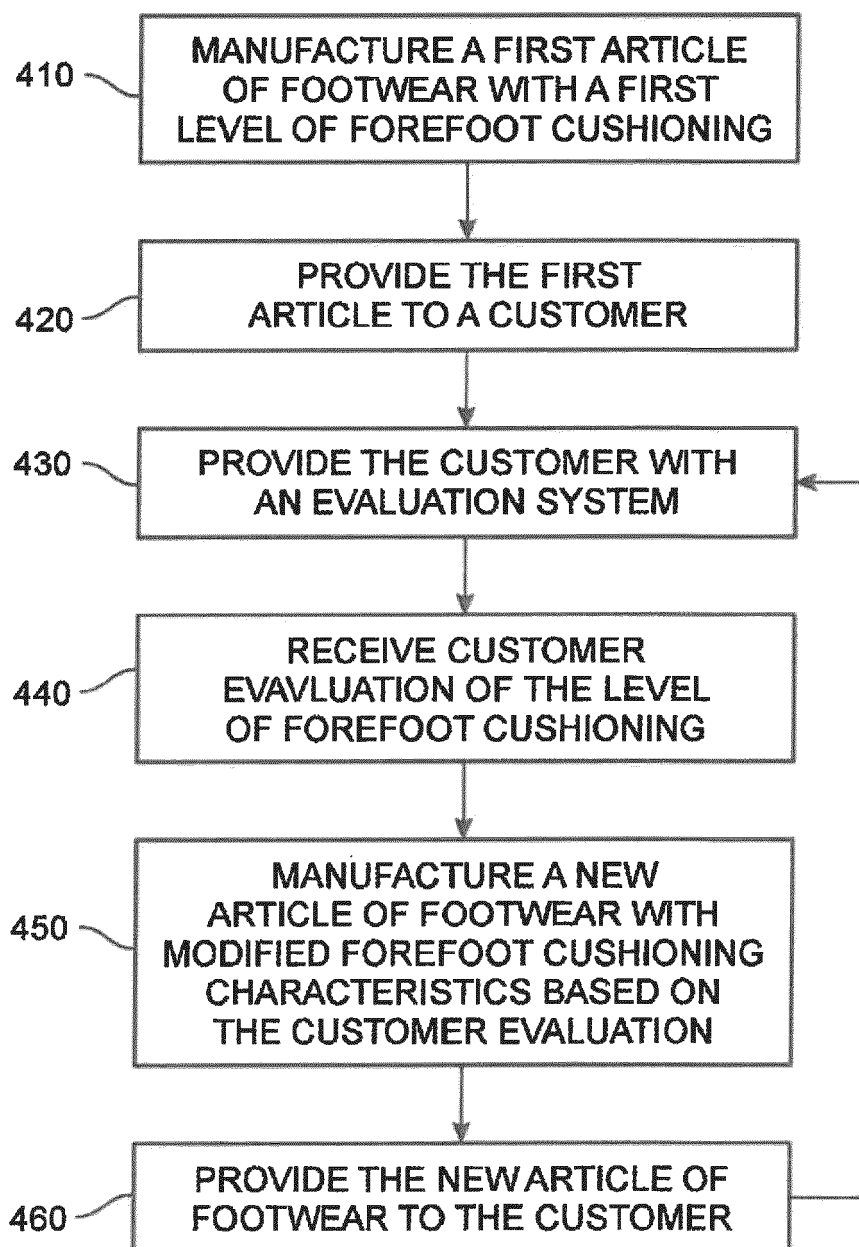 410
MANUFACTURE A FIRST ARTICLE
OF FOOTWEAR WITH A FIRST
LEVEL OF FOREFOOT CUSHIONING
420
PROVIDE THE FIRST
ARTICLE TO A CUSTOMER
430
PROVIDE THE CUSTOMER WITH
AN EVALUATION SYSTEM
440
RECEIVE CUSTOMER
EVAVLUATION OF THE LEVEL
OF FOREFOOT CUSHIONING
450
MANUFACTURE A NEW
ARTICLE OF FOOTWEAR WITH
MODIFIED FOREFOOT CUSHIONING
CHARACTERISTICS BASED ON
THE CUSTOMER EVALUATION
460
PROVIDE THE NEW ARTICLE OF
FOOTWEAR TO THE CUSTOMER